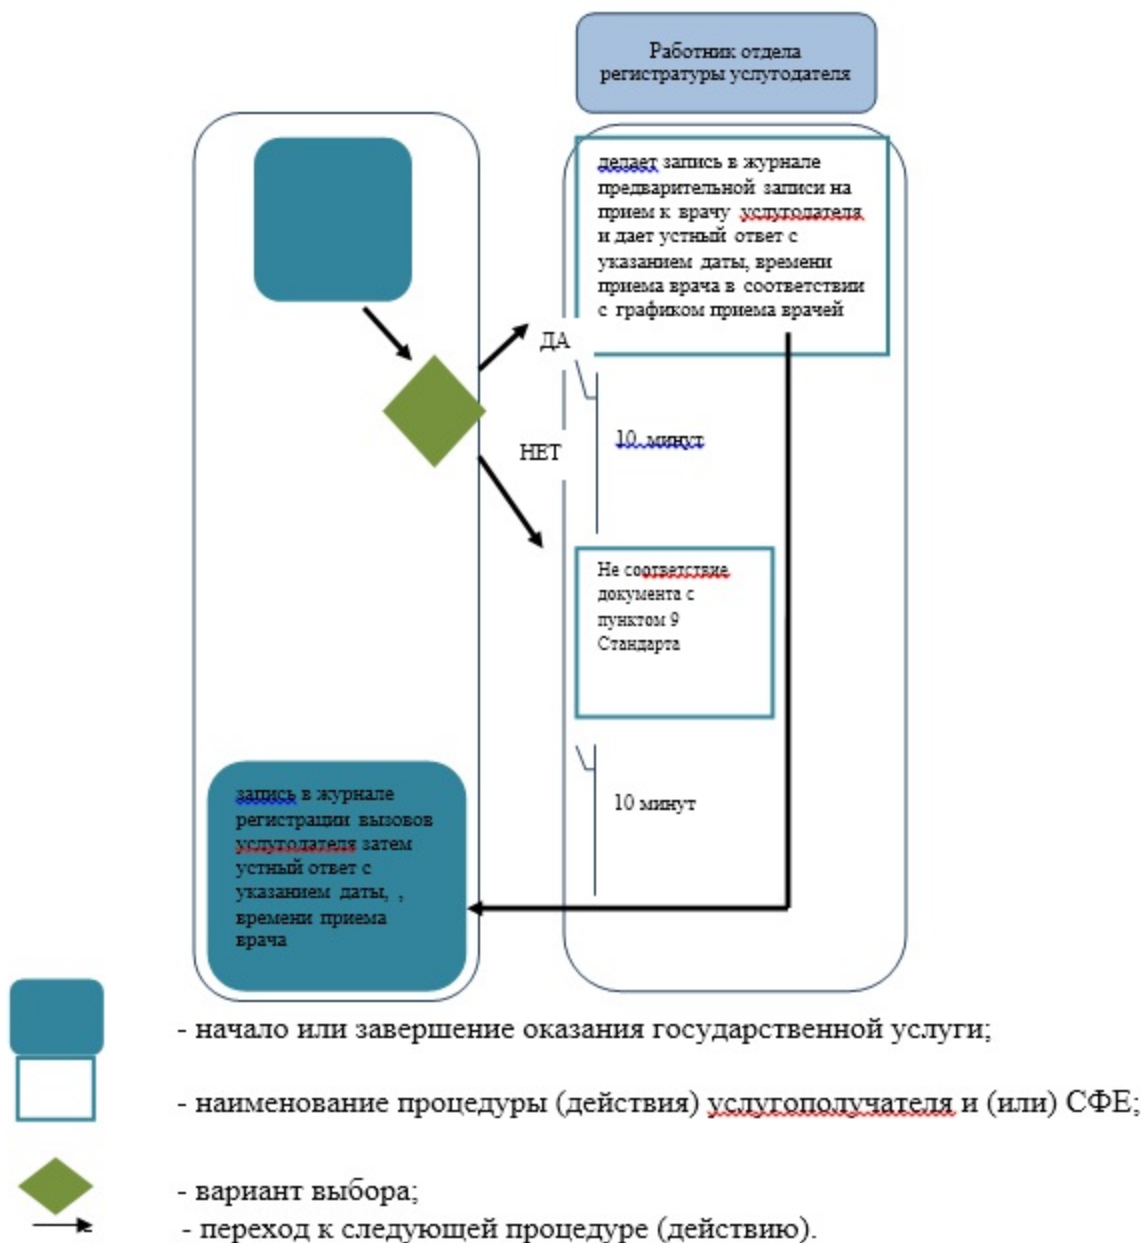 Работник отдела
регистратуры услугодателя
делает запись в журнале
предварительной записи на
прием к врачу услугодателя
и дает устный ответ с
указанием даты, времени
приема врача в соответствии
с графиком приема врачей
ДА
10 минут
НЕТ
Не соответствие
документа с
пунктом 9
Стандарта
10 минут
запись в журнале
регистрации вызовов
услугодателя затем
устный ответ с
указанием даты, ,
времени приема
врача
- начало или завершение оказания государственной услуги;
- наименование процедуры (действия) услугополучателя и (или) СФЕ;
- вариант выбора;
- переход к следующей процедуре (действию).